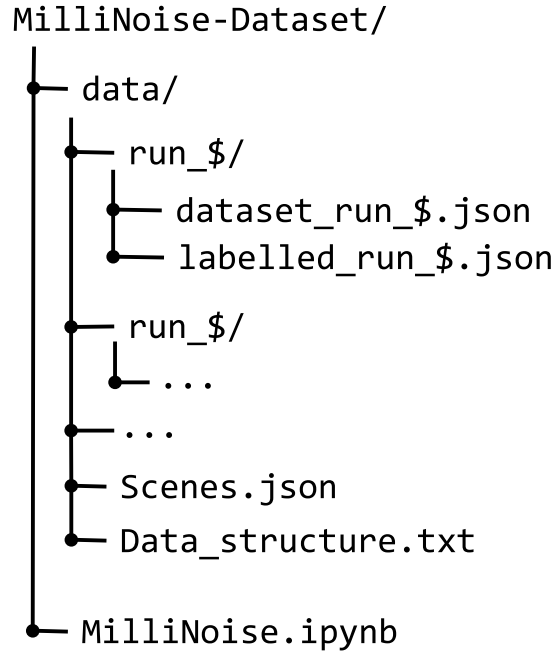 MilliNoise-Dataset/
data/
run_$/
dataset_run_$.json
labelled_run_$.json
run_$/
...
...
Scenes.json
Data_structure.txt
MilliNoise.ipynb